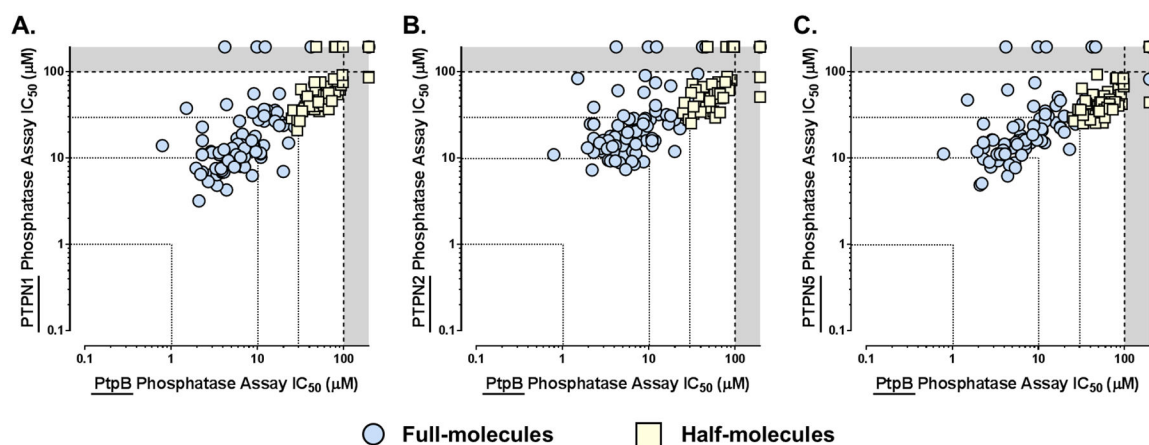 A.
B.
C.
PTPN1 Phosphatase Assay IC50 (μM)
100
10
1
0.1
0.1 1 10 100
PtpB Phosphatase Assay IC50 (μM)
PTPN2 Phosphatase Assay IC50 (μM)
100
10
1
0.1
0.1 1 10 100
PtpB Phosphatase Assay IC50 (μM)
PTPN5 Phosphatase Assay IC50 (μM)
100
10
1
0.1
0.1 1 10 100
PtpB Phosphatase Assay IC50 (μM)
Full-molecules
Half-molecules